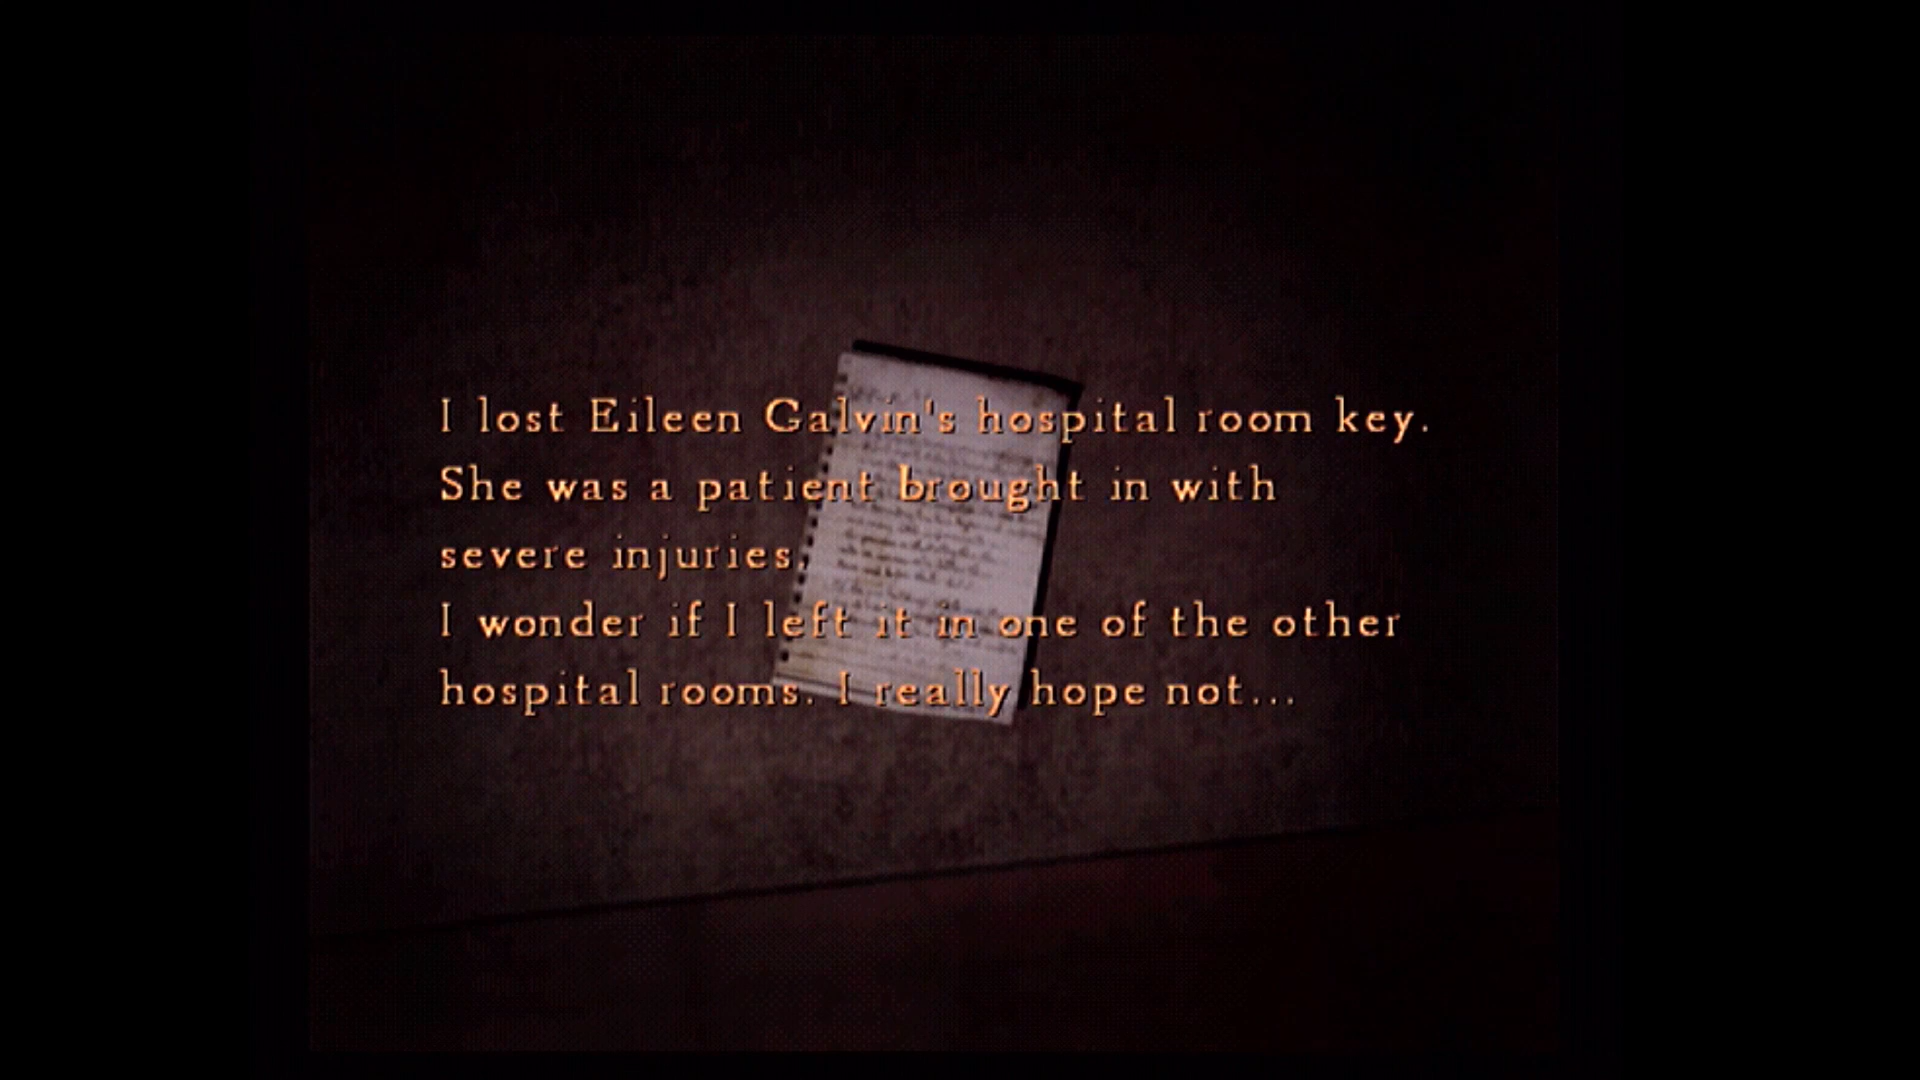 I lost Eileen Galvin's hospital room key.
She was a patient brought in with
severe injuries.
I wonder if I left it in one of the other
hospital rooms. I really hope not...